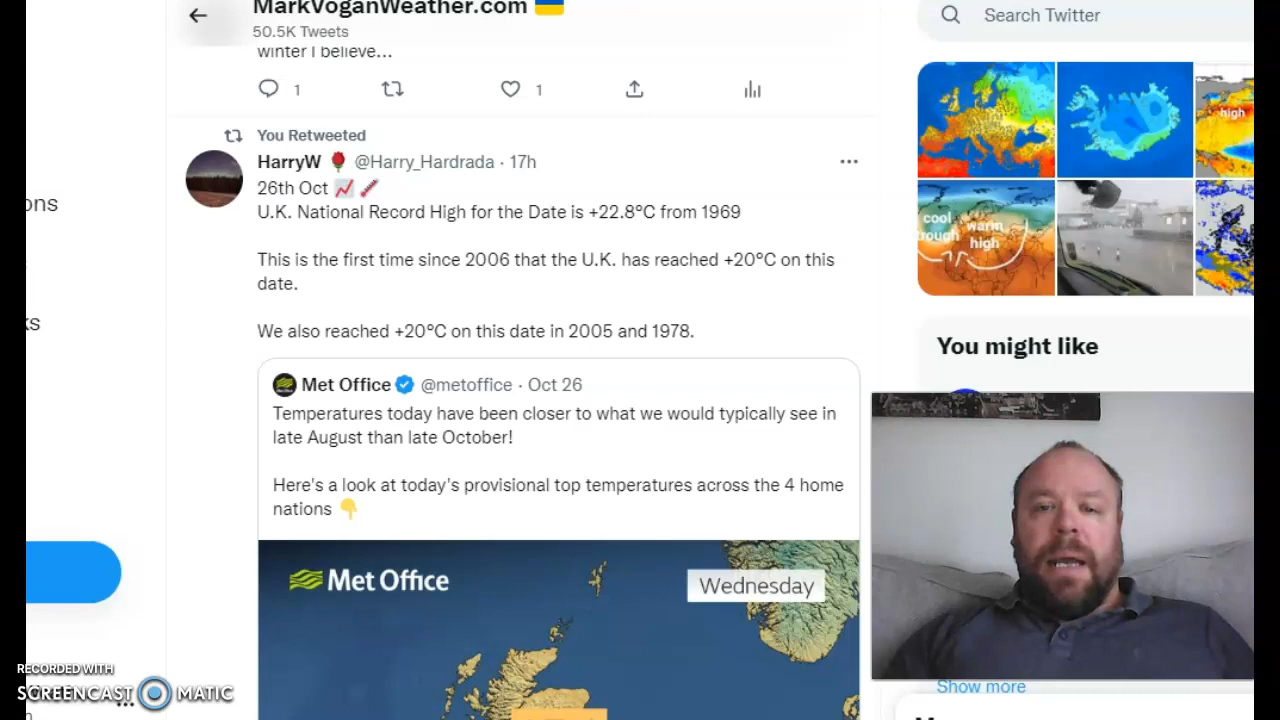 MarkVoganWeather.com
50.5K Tweets
winter I believe...
1
1
You Retweeted
HarryW @Harry_Hardrada · 17h
26th Oct
U.K. National Record High for the Date is +22.8°C from 1969
This is the first time since 2006 that the U.K. has reached +20°C on this
date.
We also reached +20°C on this date in 2005 and 1978.
Met Office @metoffice · Oct 26
Temperatures today have been closer to what we would typically see in
late August than late October!
Here's a look at today's provisional top temperatures across the 4 home
nations
Met Office
Wednesday
Search Twitter
high
cool
trough
warm
high
You might like
Show more
ons
ks
RECORDED WITH
SCREENCAST MATIC